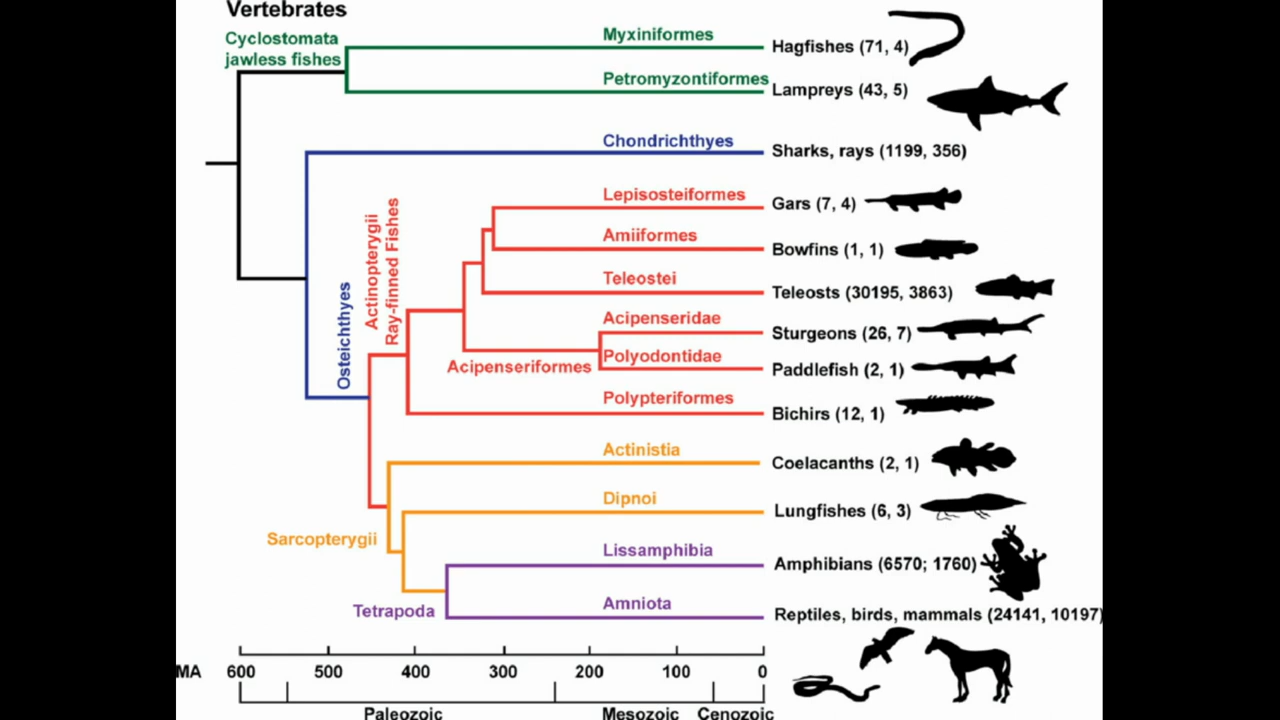 Vertebrates
Cyclostomata
jawless fishes
Myxiniformes
Hagfishes (71, 4)
Petromyzontiformes
Lampreys (43, 5)
Chondrichthyes
Sharks, rays (1199, 356)
Osteichthyes
Actinopterygii
Ray-finned Fishes
Lepisosteiformes
Gars (7, 4)
Amiiformes
Bowfins (1, 1)
Teleostei
Teleosts (30195, 3863)
Acipenseriformes
Acipenseridae
Sturgeons (26, 7)
Polyodontidae
Paddlefish (2, 1)
Polypteriformes
Bichirs (12, 1)
Sarcopterygii
Actinistia
Coelacanths (2, 1)
Dipnoi
Lungfishes (6, 3)
Tetrapoda
Lissamphibia
Amphibians (6570; 1760)
Amniota
Reptiles, birds, mammals (24141, 10197)
MA 600 500 400 300 200 100 0
Paleozoic Mesozoic Cenozoic